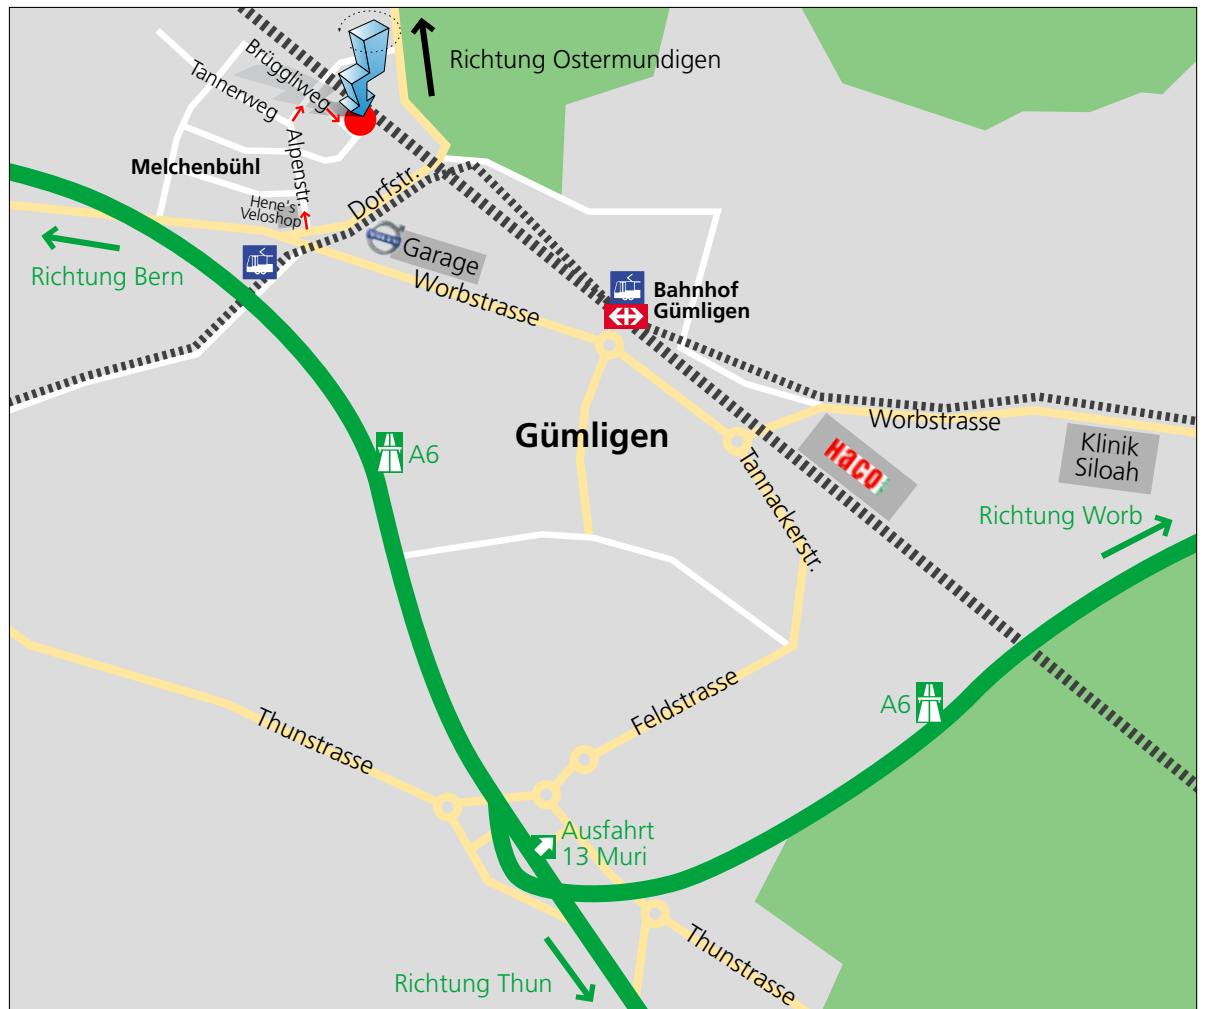 Richtung Ostermundigen
Brüggliweg
Tannerweg
Alpenstr.
Melchenbühl
Dorfstr.
Hene's
Veloshop
VOLVO
Garage
Richtung Bern
Worbstrasse
Bahnhof
Gümligen
Gümligen
Worbstrasse
Haco
Klinik
Siloah
A6
Tannackerstr.
Richtung Worb
Feldstrasse
A6
Thunstrasse
Ausfahrt
13 Muri
Thunstrasse
Richtung Thun